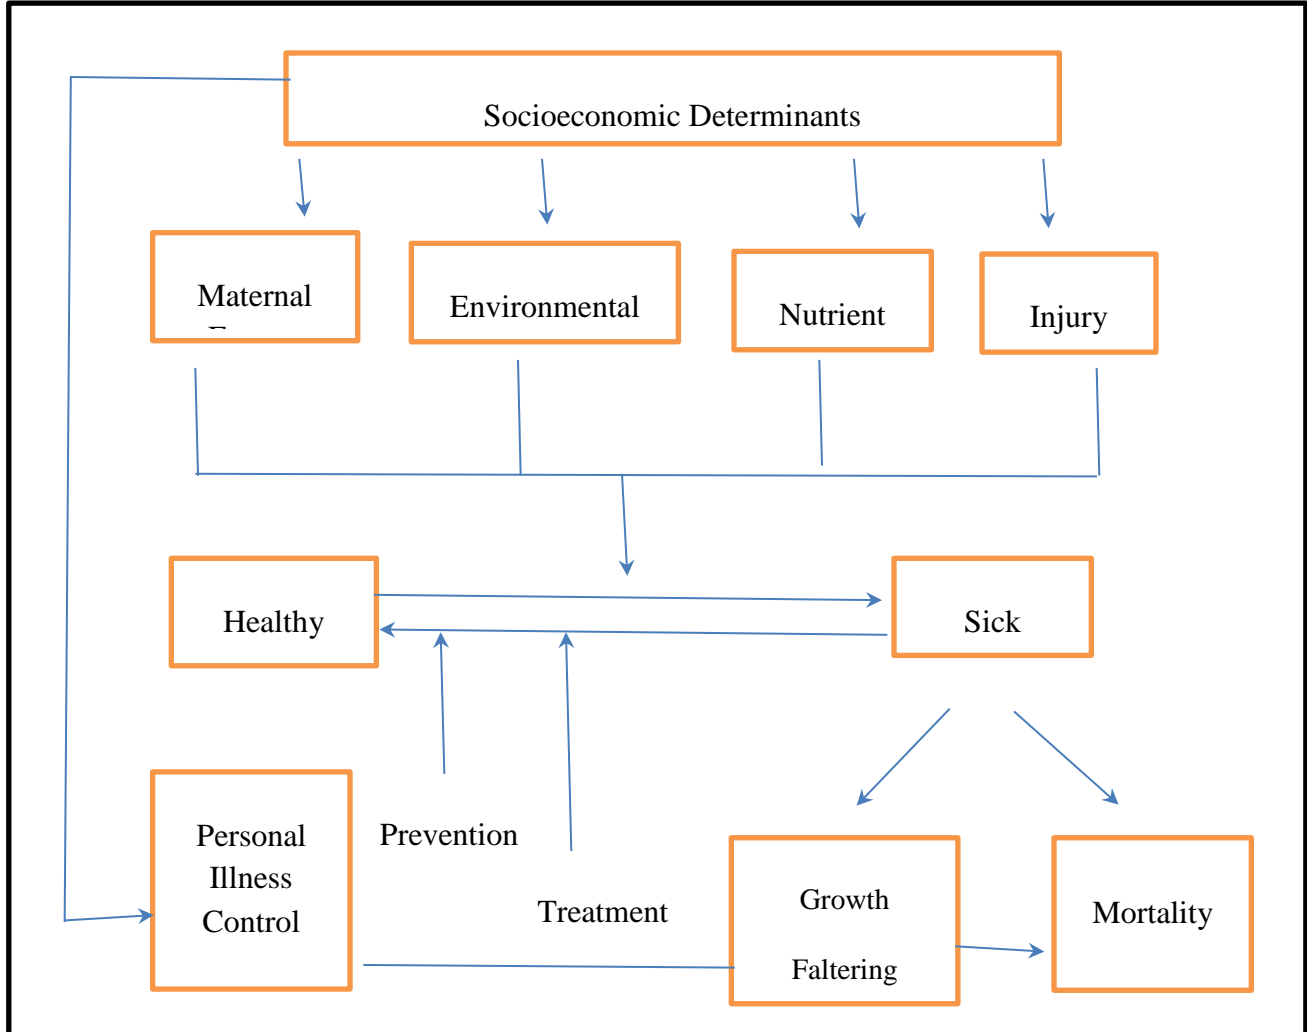 Socioeconomic Determinants
Maternal
Environmental
Nutrient
Injury
Healthy
Sick
Personal
Illness
Control
Prevention
Treatment
Growth
Faltering
Mortality